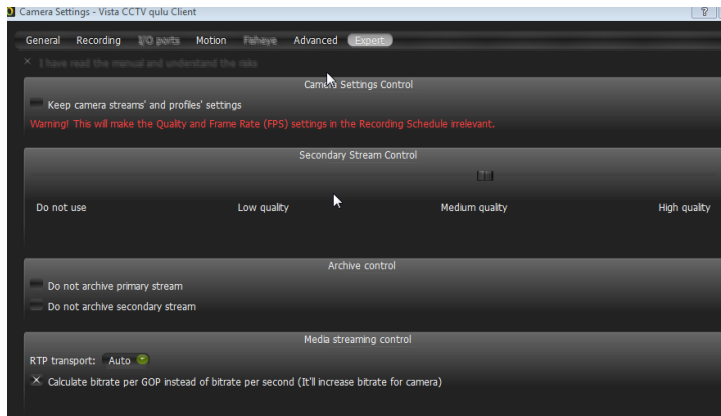 Camera Settings - Vista CCTV qulu Client
?
General Recording I/O ports Motion Fisheye Advanced Expert
I have read the manual and understand the risks
Camera Settings Control
Keep camera streams' and profiles' settings
Warning! This will make the Quality and Frame Rate (FPS) settings in the Recording Schedule irrelevant.
Secondary Stream Control
Do not use Low quality Medium quality High quality
Archive control
Do not archive primary stream
Do not archive secondary stream
Media streaming control
RTP transport: Auto
Calculate bitrate per GOP instead of bitrate per second (It'll increase bitrate for camera)